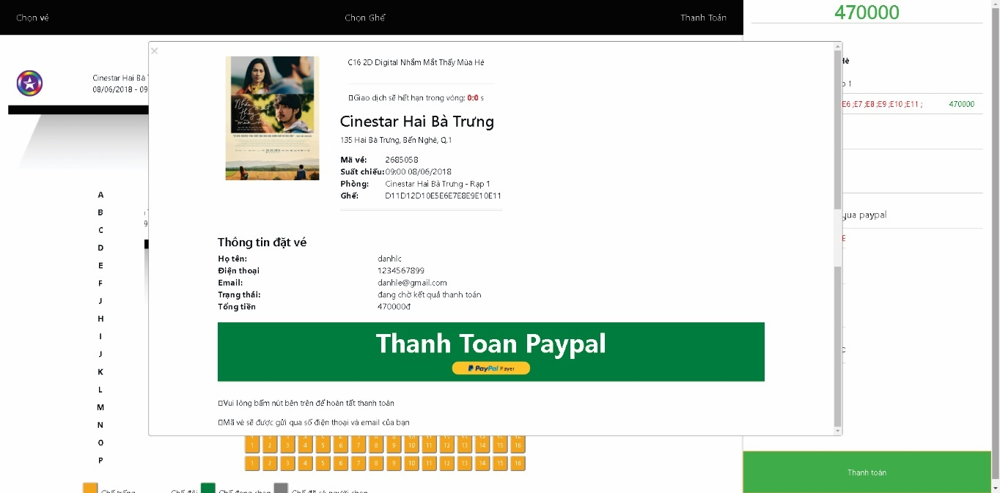 Chọn vé
Chọn Ghế
Thanh Toán
470000
Cinestar Hai Bà
08/06/2018 - 09
C16 2D Digital Nhắm Mắt Thấy Mùa Hè
Giao dịch sẽ hết hạn trong vòng: 0:0 s
Cinestar Hai Bà Trưng
135 Hai Bà Trưng, Bến Nghé, Q.1
Mã vé: 2685058
Suất chiếu: 09:00 08/06/2018
Phòng: Cinestar Hai Bà Trưng - Rạp 1
Ghế: D11D12D10E5E6E7E8E9E10E11
Thông tin đặt vé
Họ tên: danhlc
Điện thoại 1234567899
Email: danhle@gmail.com
Trạng thái: đang chờ kết quả thanh toán
Tổng tiền 470000đ
Thanh Toan Paypal
PayPal Payer
Vui lòng bấm nút bên trên để hoàn tất thanh toán
Mã vé sẽ được gửi qua số điện thoại và email của bạn
Hè
p 1
E6 ;E7 ;E8 ;E9 ;E10 ;E11 ; 470000
qua paypal
E
A
B
C
D
E
F
J
H
I
J
K
L
M
N
O
P
1 2 3 4 5 6 7 8 9 10 11 12 13 14 15 16
1 2 3 4 5 6 7 8 9 10 11 12 13 14 15 16
Ghế trống
Ghế đôi
Ghế đang chọn
Ghế đã có người chọn
Thanh toán